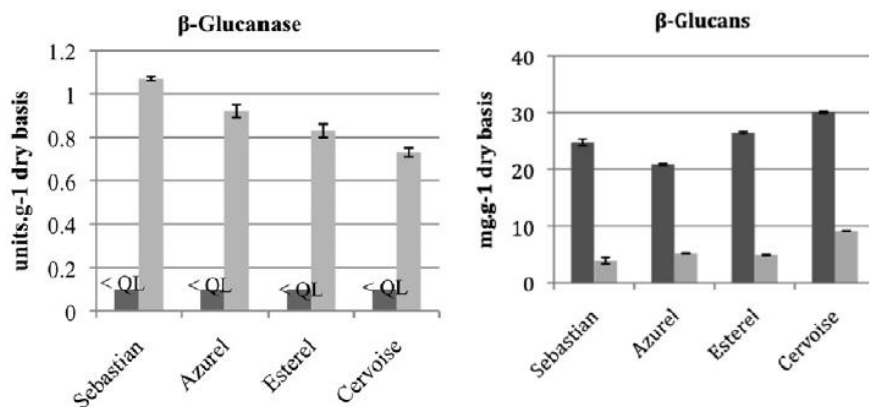 β-Glucanase
units.g-1 dry basis
1.2
1
0.8
0.6
0.4
0.2
0
< QL
< QL
< QL
< QL
Sebastian
Azurel
Esterel
Cervoise
β-Glucans
mg.g-1 dry basis
40
30
20
10
0
Sebastian
Azurel
Esterel
Cervoise